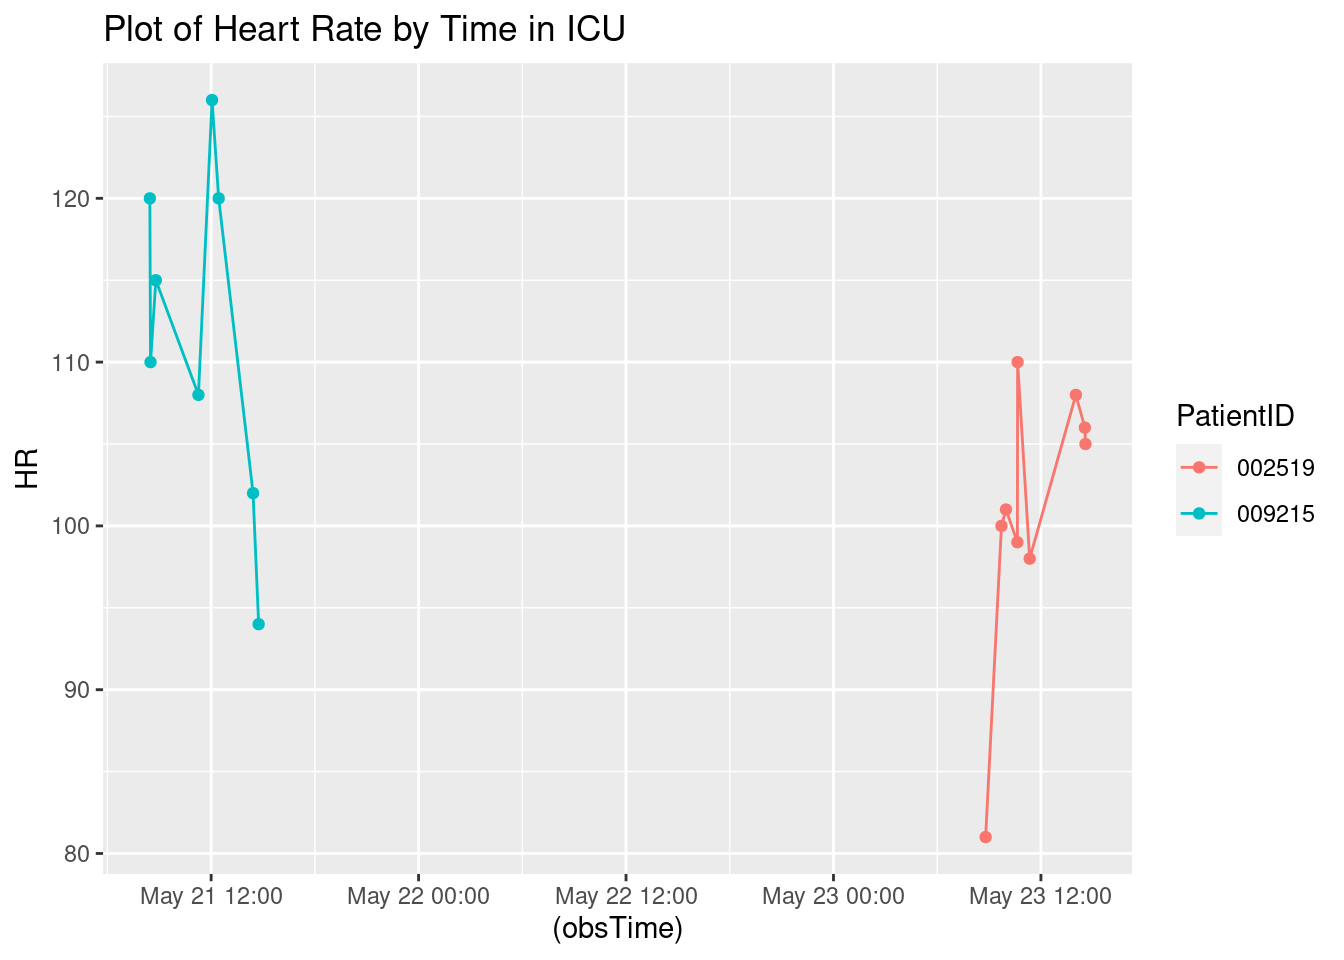 Plot of Heart Rate by Time in ICU
HR
120
110
100
90
80
May 21 12:00
May 22 00:00
May 22 12:00
May 23 00:00
May 23 12:00
(obsTime)
PatientID
002519
009215